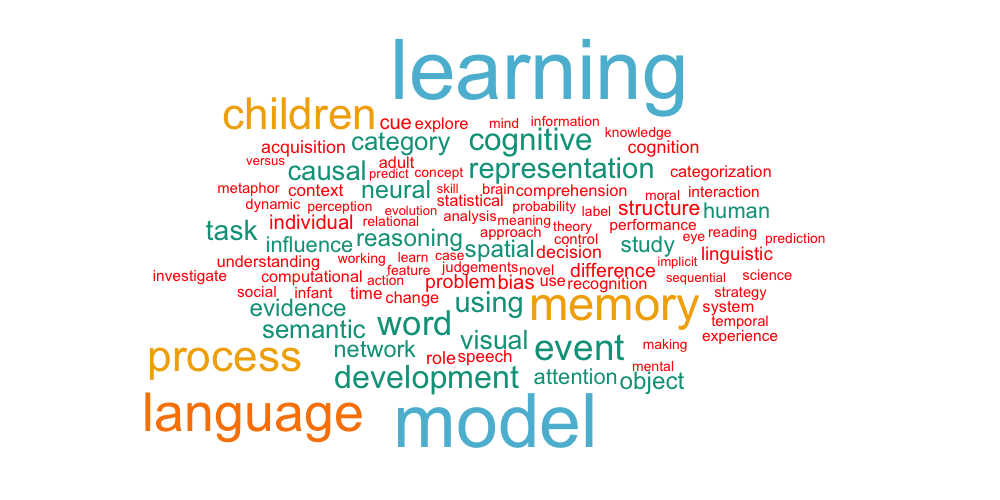 learning
children
cue explore mind information
knowledge
acquisition category cognitive cognition
versus adult
causal predict concept representation categorization
metaphor context neural skill brain comprehension moral interaction
dynamic perception evolution statistical probability label structure human
individual relational analysis meaning theory performance
task influence reasoning approach control study eye reading prediction
spatial decision
understanding working learn case implicit linguistic
investigate computational action feature judgements novel difference sequential science
problem bias use recognition
social infant time change strategy
evidence using memory system
semantic word temporal
visual experience
process network role speech event making
mental
development attention object
language model